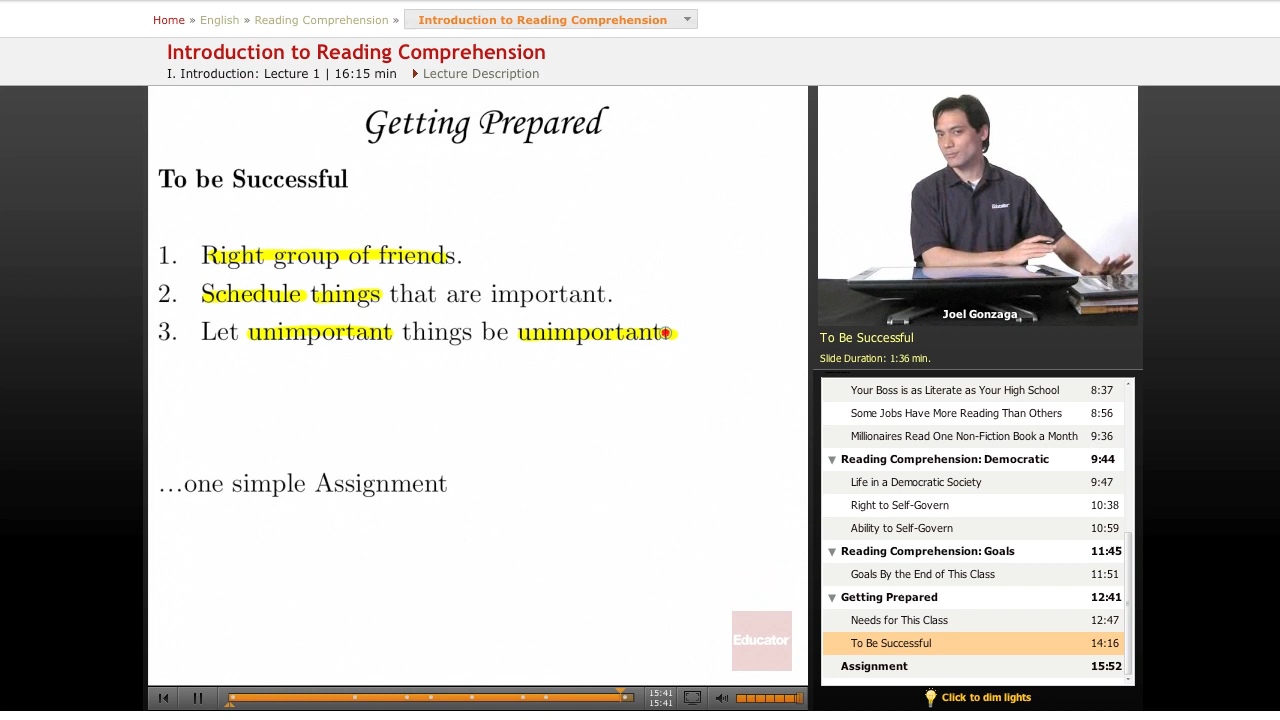 Home » English » Reading Comprehension » Introduction to Reading Comprehension
Introduction to Reading Comprehension
I. Introduction: Lecture 1 | 16:15 min Lecture Description
Getting Prepared
To be Successful
1. Right group of friends.
2. Schedule things that are important.
3. Let unimportant things be unimportant.
...one simple Assignment
Educator
15:41
15:41
Educator
Joel Gonzaga
To Be Successful
Slide Duration: 1:36 min.
Your Boss is as Literate as Your High School 8:37
Some Jobs Have More Reading Than Others 8:56
Millionaires Read One Non-Fiction Book a Month 9:36
Reading Comprehension: Democratic 9:44
Life in a Democratic Society 9:47
Right to Self-Govern 10:38
Ability to Self-Govern 10:59
Reading Comprehension: Goals 11:45
Goals By the End of This Class 11:51
Getting Prepared 12:41
Needs for This Class 12:47
To Be Successful 14:16
Assignment 15:52
Click to dim lights